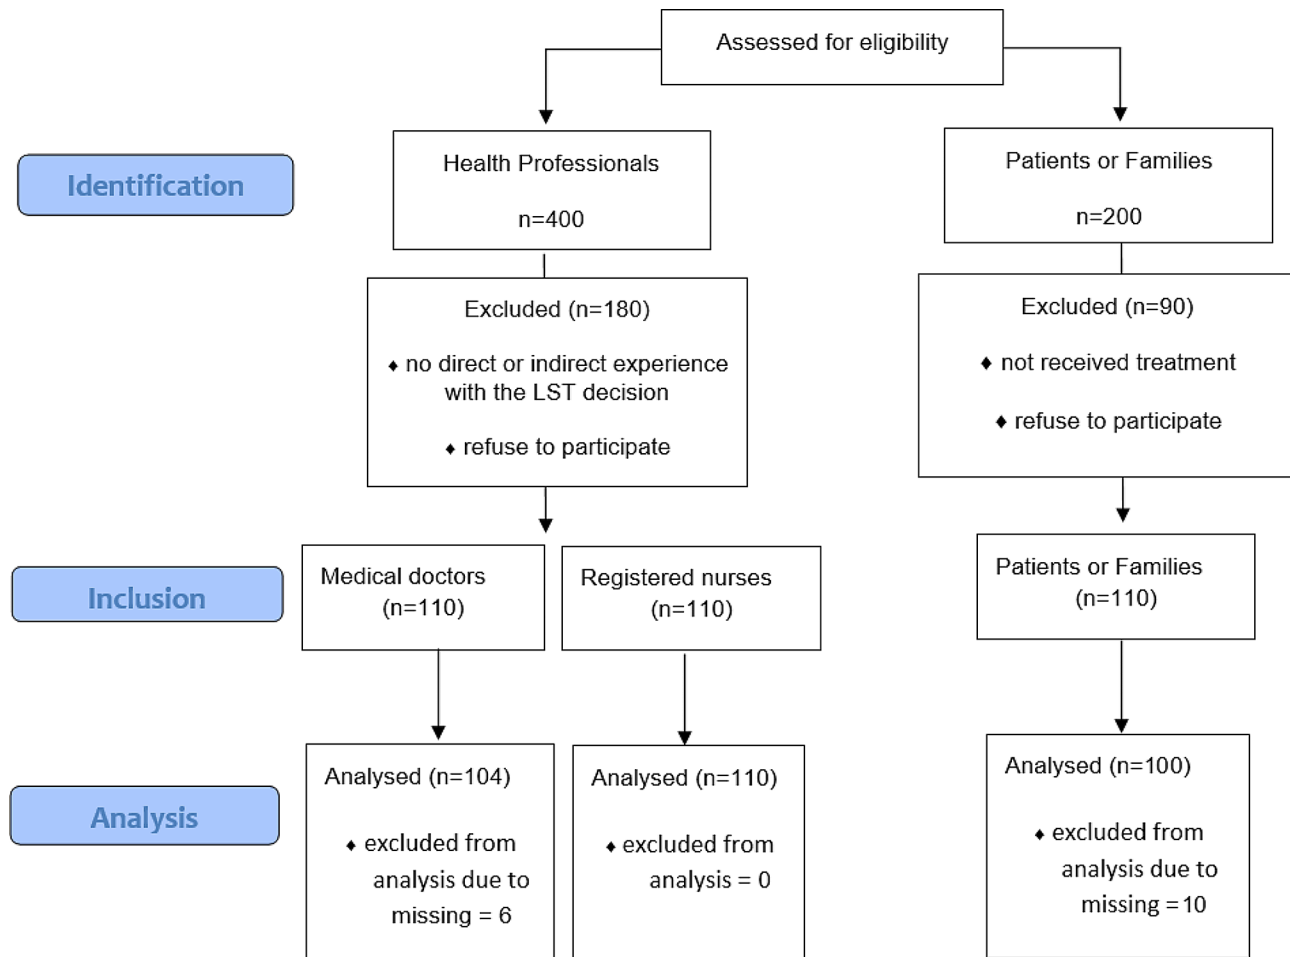 Assessed for eligibility
Identification
Health Professionals
n=400
Patients or Families
n=200
Excluded (n=180)
♦ no direct or indirect experience
with the LST decision
♦ refuse to participate
Excluded (n=90)
♦ not received treatment
♦ refuse to participate
Inclusion
Medical doctors
(n=110)
Registered nurses
(n=110)
Patients or Families
(n=110)
Analysis
Analysed (n=104)
♦ excluded from
analysis due to
missing = 6
Analysed (n=110)
♦ excluded from
analysis = 0
Analysed (n=100)
♦ excluded from
analysis due to
missing =10